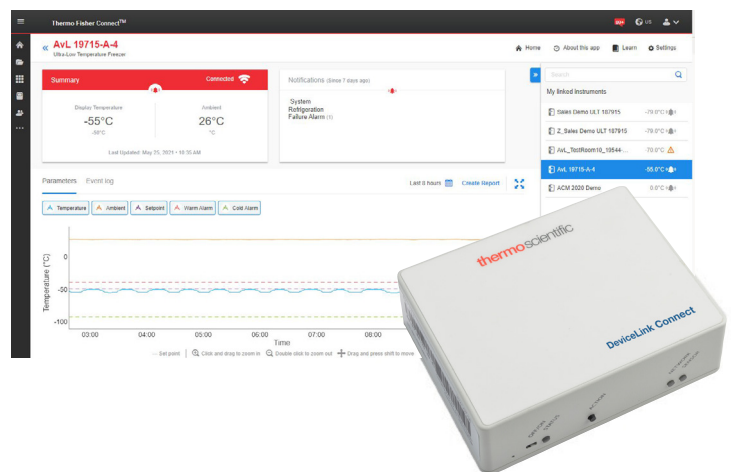 Thermo Fisher Connect™
US
AvL 19715-A-4
Ultra-Low Temperature Freezer
Home
About this app
Learn
Settings
Summary
Connected
Display Temperature
-55°C
Ambient
26°C
°C
Last Updated: May 25, 2021 • 10:35 AM
Notifications (Since 7 days ago)
System
Refrigeration
Failure Alarm (1)
Search
My linked instruments
Sales Demo ULT 187915
-79.0°C
Z_Sales Demo ULT 187915
-79.0°C
AvL_TestRoom10_19644-...
-70.0°C
AvL 19715-A-4
-55.0°C
ACM 2020 Demo
0.0°C
Parameters
Event log
Last 6 hours
Create Report
Temperature
Ambient
Setpoint
Warm Alarm
Cold Alarm
Temperature (°C)
0
-50
-100
03:00
04:00
05:00
06:00
07:00
08:00
Time
Set point
Click and drag to zoom in
Double click to zoom out
Drag and press shift to move
thermoscientific
DeviceLink Connect